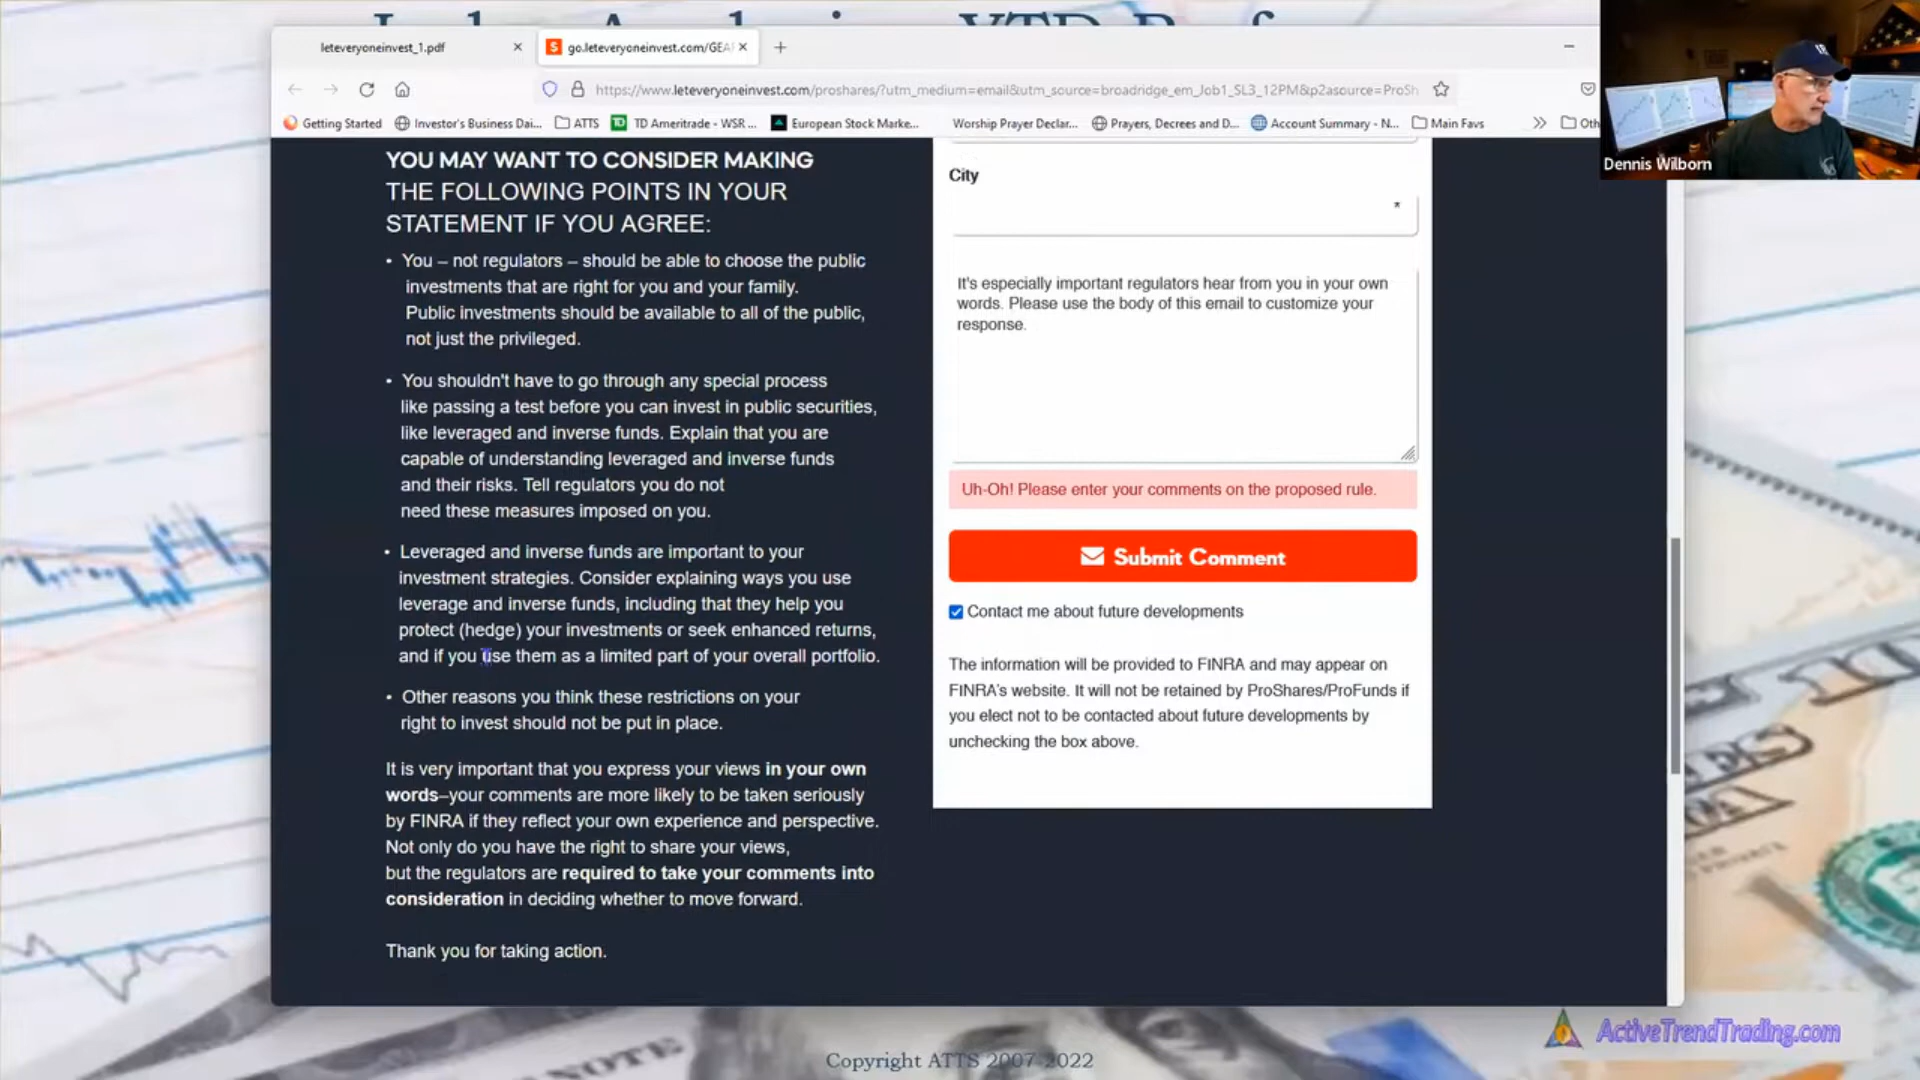 leteveryoneinvest_1.pdf
go.leteveryoneinvest.com/GEA
https://www.leteveryoneinvest.com/proshares/?utm_medium=email&utm_source=broadridge_em_Job1_SL3_12PM&p2asource=ProSh
Getting Started
Investor's Business Dai...
ATTS
TD Ameritrade - WSR ...
European Stock Marke...
Worship Prayer Declar...
Prayers, Decrees and D...
Account Summary - N...
Main Favs
Oth
Dennis Wilborn
YOU MAY WANT TO CONSIDER MAKING
THE FOLLOWING POINTS IN YOUR
STATEMENT IF YOU AGREE:
• You – not regulators – should be able to choose the public
investments that are right for you and your family.
Public investments should be available to all of the public,
not just the privileged.
• You shouldn't have to go through any special process
like passing a test before you can invest in public securities,
like leveraged and inverse funds. Explain that you are
capable of understanding leveraged and inverse funds
and their risks. Tell regulators you do not
need these measures imposed on you.
• Leveraged and inverse funds are important to your
investment strategies. Consider explaining ways you use
leverage and inverse funds, including that they help you
protect (hedge) your investments or seek enhanced returns,
and if you use them as a limited part of your overall portfolio.
• Other reasons you think these restrictions on your
right to invest should not be put in place.
It is very important that you express your views in your own
words–your comments are more likely to be taken seriously
by FINRA if they reflect your own experience and perspective.
Not only do you have the right to share your views,
but the regulators are required to take your comments into
consideration in deciding whether to move forward.
Thank you for taking action.
City
*
It's especially important regulators hear from you in your own
words. Please use the body of this email to customize your
response.
Uh-Oh! Please enter your comments on the proposed rule.
Submit Comment
Contact me about future developments
The information will be provided to FINRA and may appear on
FINRA's website. It will not be retained by ProShares/ProFunds if
you elect not to be contacted about future developments by
unchecking the box above.
ActiveTrendTrading.com
Copyright ATTS 2007-2022